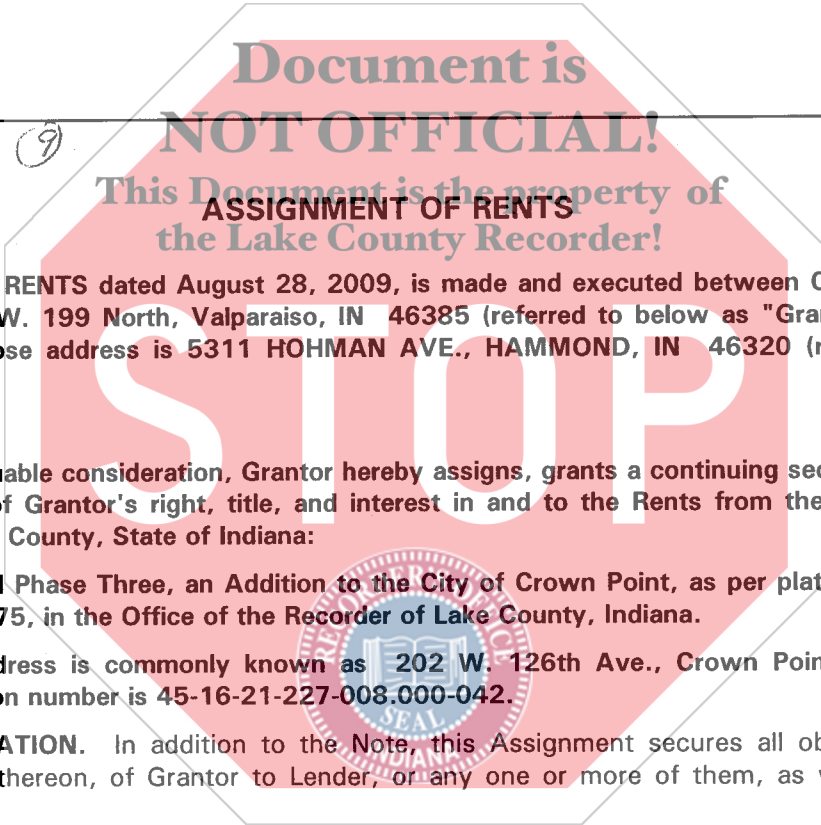 Document is
NOT OFFICIAL!
9
This Document is the property of
ASSIGNMENT OF RENTS
the Lake County Recorder!
RENTS dated August 28, 2009, is made and executed between
W. 199 North, Valparaiso, IN 46385 (referred to below as "Gra
ose address is 5311 HOHMAN AVE., HAMMOND, IN 46320 (r
STOP
able consideration, Grantor hereby assigns, grants a continuing sec
of Grantor's right, title, and interest in and to the Rents from the
County, State of Indiana:
Phase Three, an Addition to the City of Crown Point, as per plat
75, in the Office of the Recorder of Lake County, Indiana.
dress is commonly known as 202 W. 126th Ave., Crown Poin
on number is 45-16-21-227-008.000-042.
RECORDER'S OFFICE
SEAL
INDIANA
ATION. In addition to the Note, this Assignment secures all ob
thereon, of Grantor to Lender, or any one or more of them, as